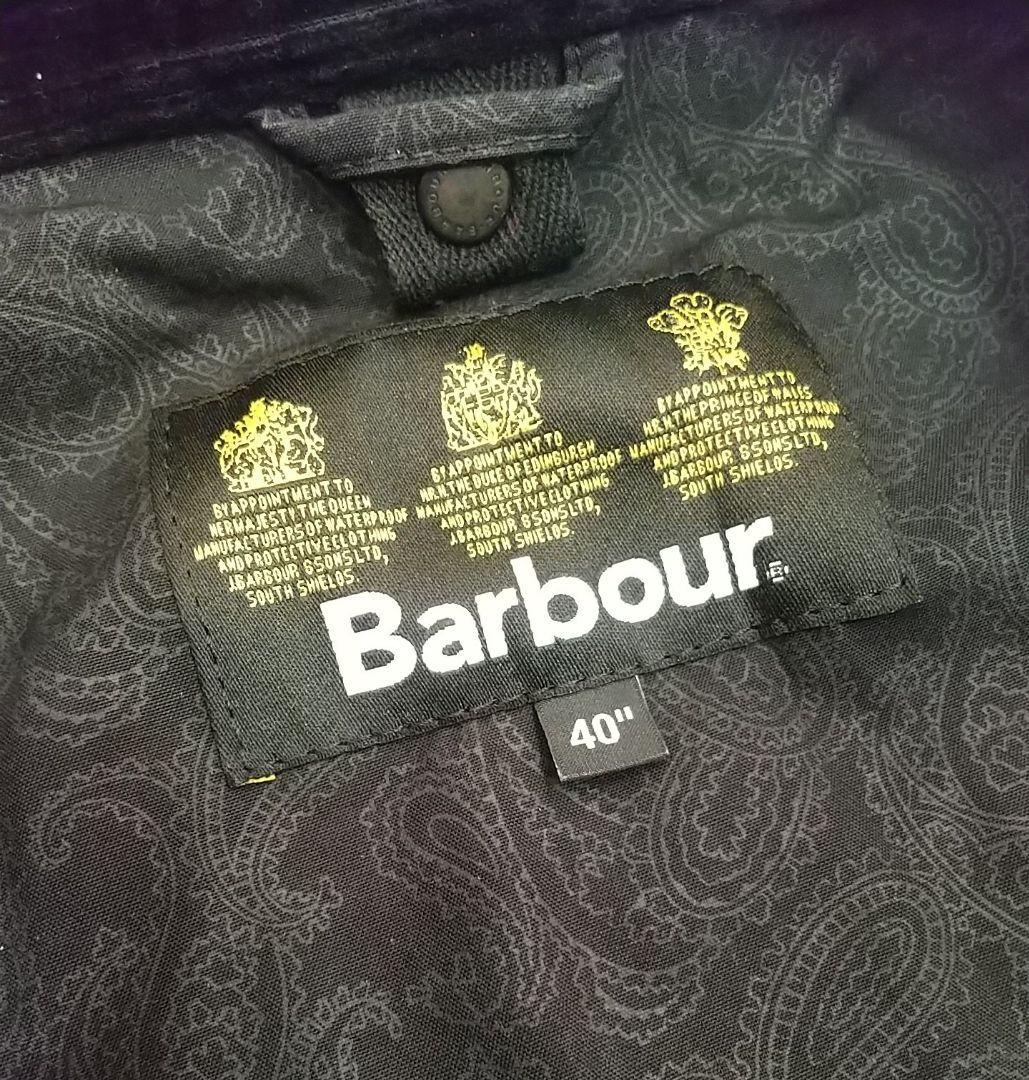 BY APPOINTMENT TO
HER MAJESTY THE QUEEN
MANUFACTURERS OF WATERPROOF
AND PROTECTIVE CLOTHING
J.BARBOUR & SONS LTD,
SOUTH SHIELDS.
BY APPOINTMENT TO
H.R.H. THE DUKE OF EDINBURGH
MANUFACTURERS OF WATERPROOF
AND PROTECTIVE CLOTHING
J.BARBOUR & SONS LTD,
SOUTH SHIELDS.
BY APPOINTMENT TO
H.R.H. THE PRINCE OF WALES
MANUFACTURERS OF WATERPROOF
AND PROTECTIVE CLOTHING
J.BARBOUR & SONS LTD,
SOUTH SHIELDS.
Barbour®
40"